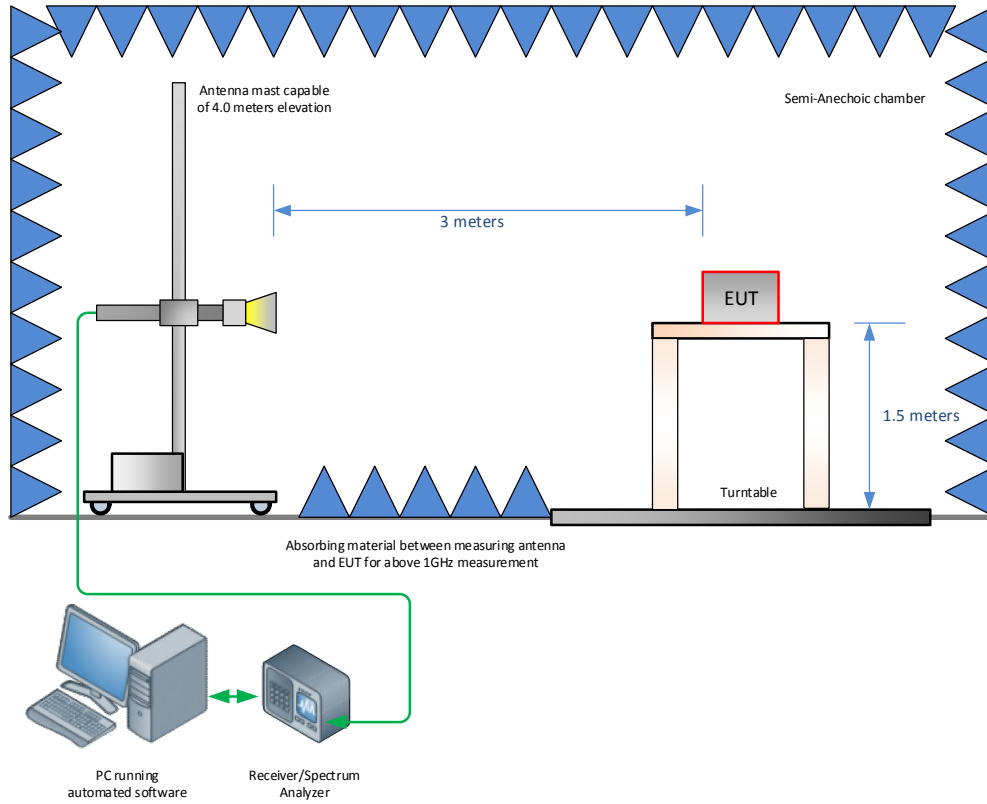 Antenna mast capable
of 4.0 meters elevation
Semi-Anechoic chamber
3 meters
EUT
1.5 meters
Turntable
Absorbing material between measuring antenna
and EUT for above 1GHz measurement
PC running
automated software
Receiver/Spectrum
Analyzer